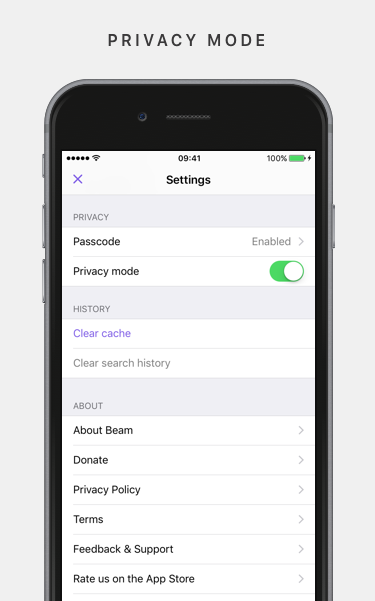 PRIVACY MODE
09:41
100%
Settings
PRIVACY
Passcode Enabled
Privacy mode
HISTORY
Clear cache
Clear search history
ABOUT
About Beam
Donate
Privacy Policy
Terms
Feedback & Support
Rate us on the App Store